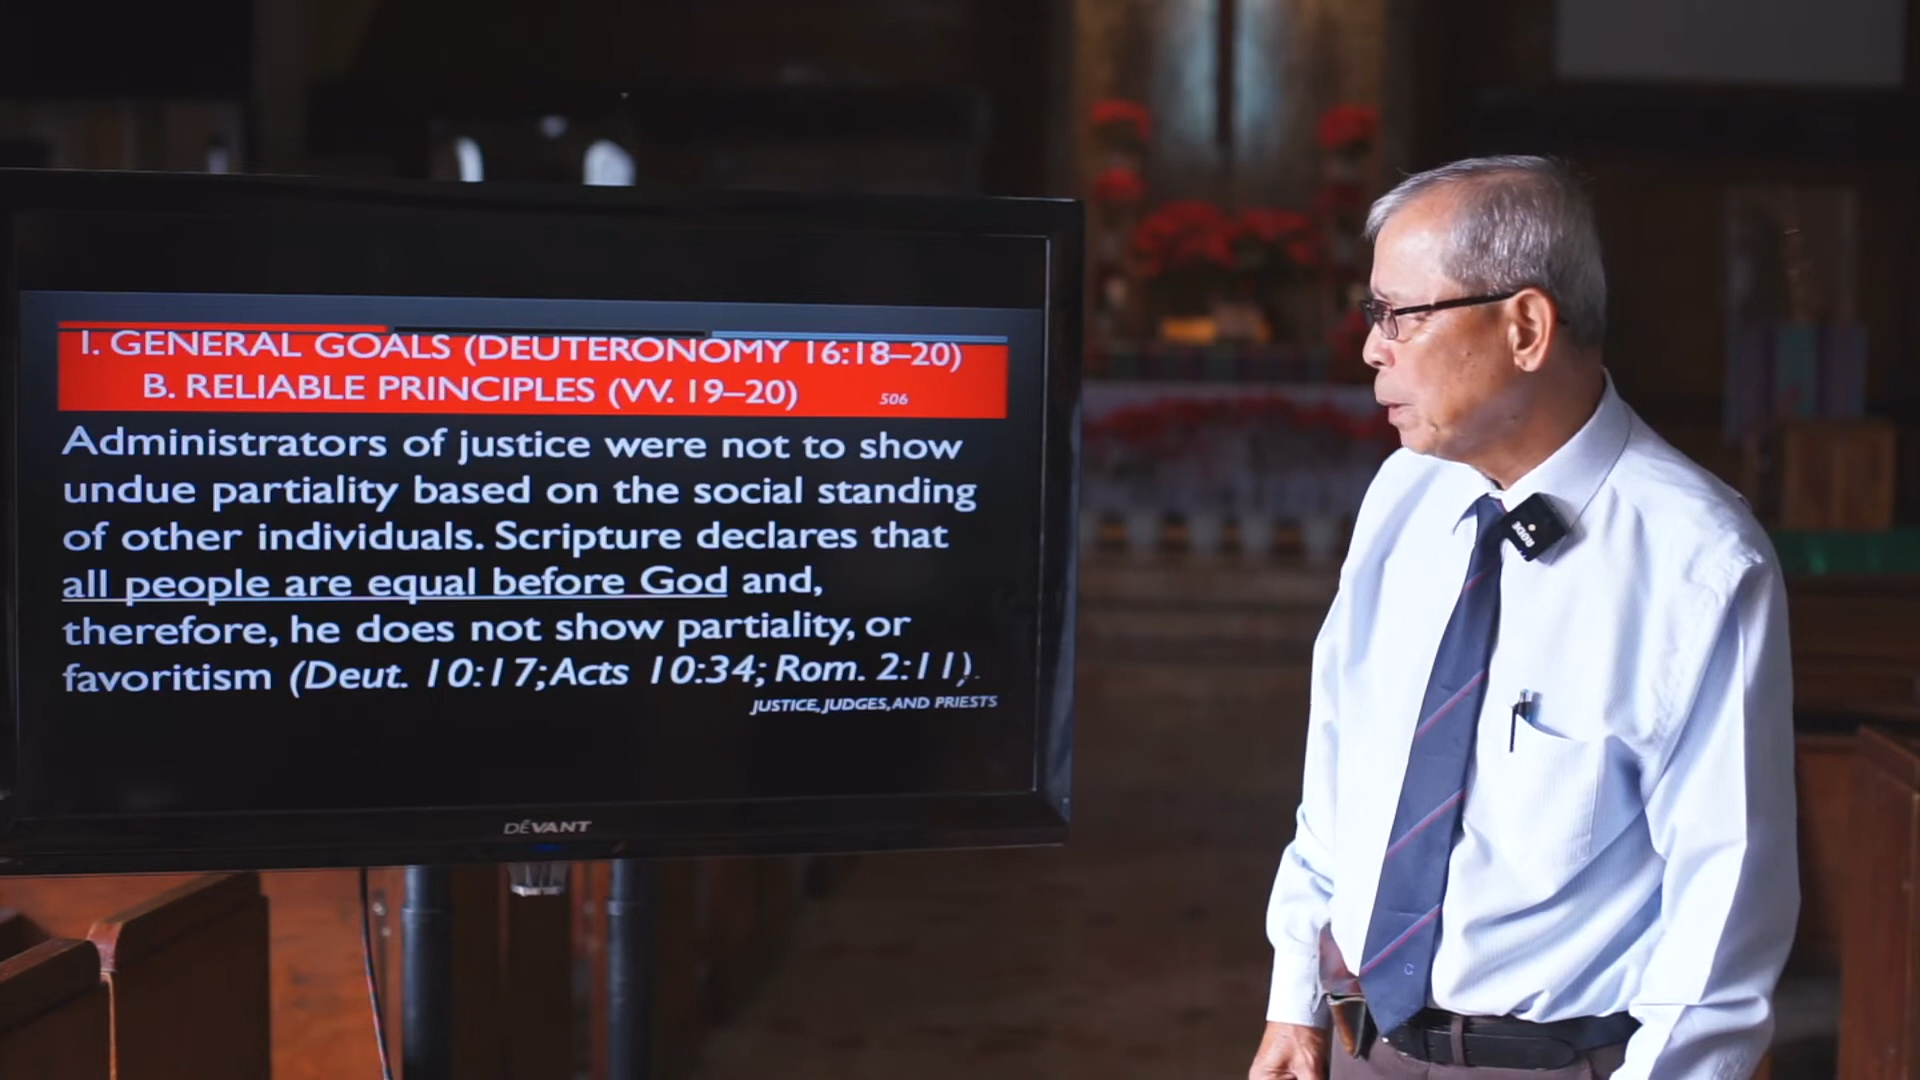 I. GENERAL GOALS (DEUTERONOMY 16:18–20)
B. RELIABLE PRINCIPLES (VV. 19–20)
506
Administrators of justice were not to show
undue partiality based on the social standing
of other individuals. Scripture declares that
all people are equal before God and,
therefore, he does not show partiality, or
favoritism (Deut. 10:17; Acts 10:34; Rom. 2:11).
JUSTICE, JUDGES, AND PRIESTS
DEVANT
RODE